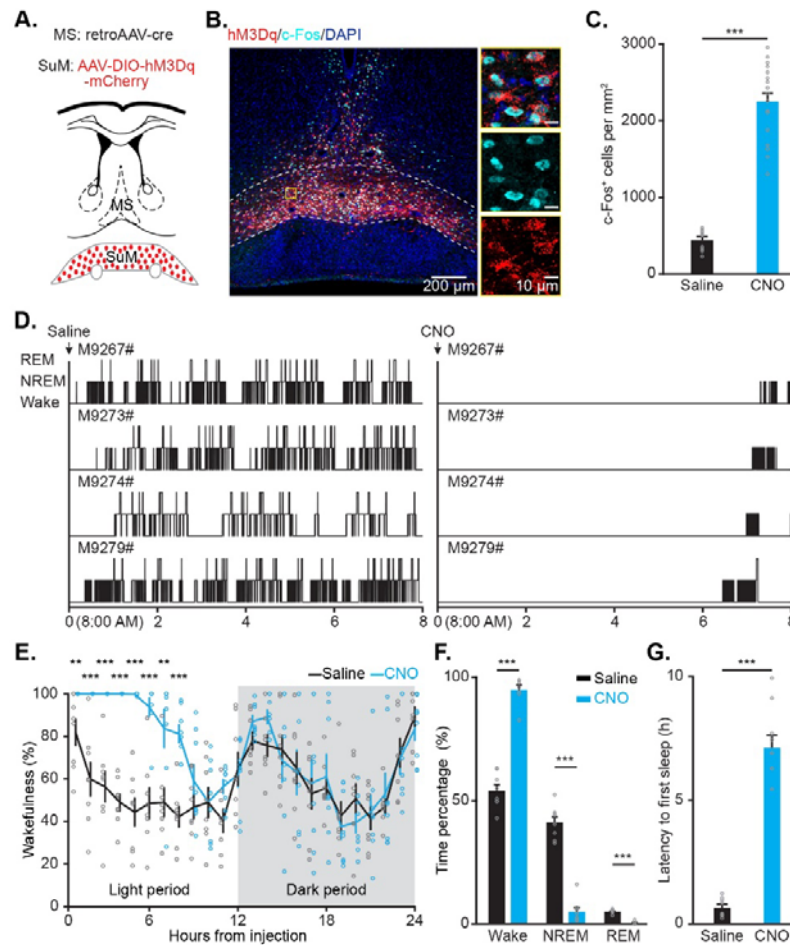 A.
MS: retroAAV-cre
SuM: AAV-DIO-hM3Dq
-mCherry
MS
SuM
B.
hM3Dq/c-Fos/DAPI
200 µm
10 µm
C.
***
c-Fos⁺ cells per mm²
3000
2000
1000
0
Saline
CNO
D.
Saline
M9267#
REM
NREM
Wake
M9273#
M9274#
M9279#
0 (8:00 AM)
2
4
6
8
CNO
M9267#
M9273#
M9274#
M9279#
0 (8:00 AM)
2
4
6
8
E.
** *** *** **
*** *** *** ***
Saline
CNO
Wakefulness (%)
100
80
60
40
20
0
Light period
Dark period
0
6
12
18
24
Hours from injection
F.
***
***
***
Saline
CNO
Time percentage (%)
100
50
0
Wake
NREM
REM
G.
***
Latency to first sleep (h)
10
5
0
Saline
CNO